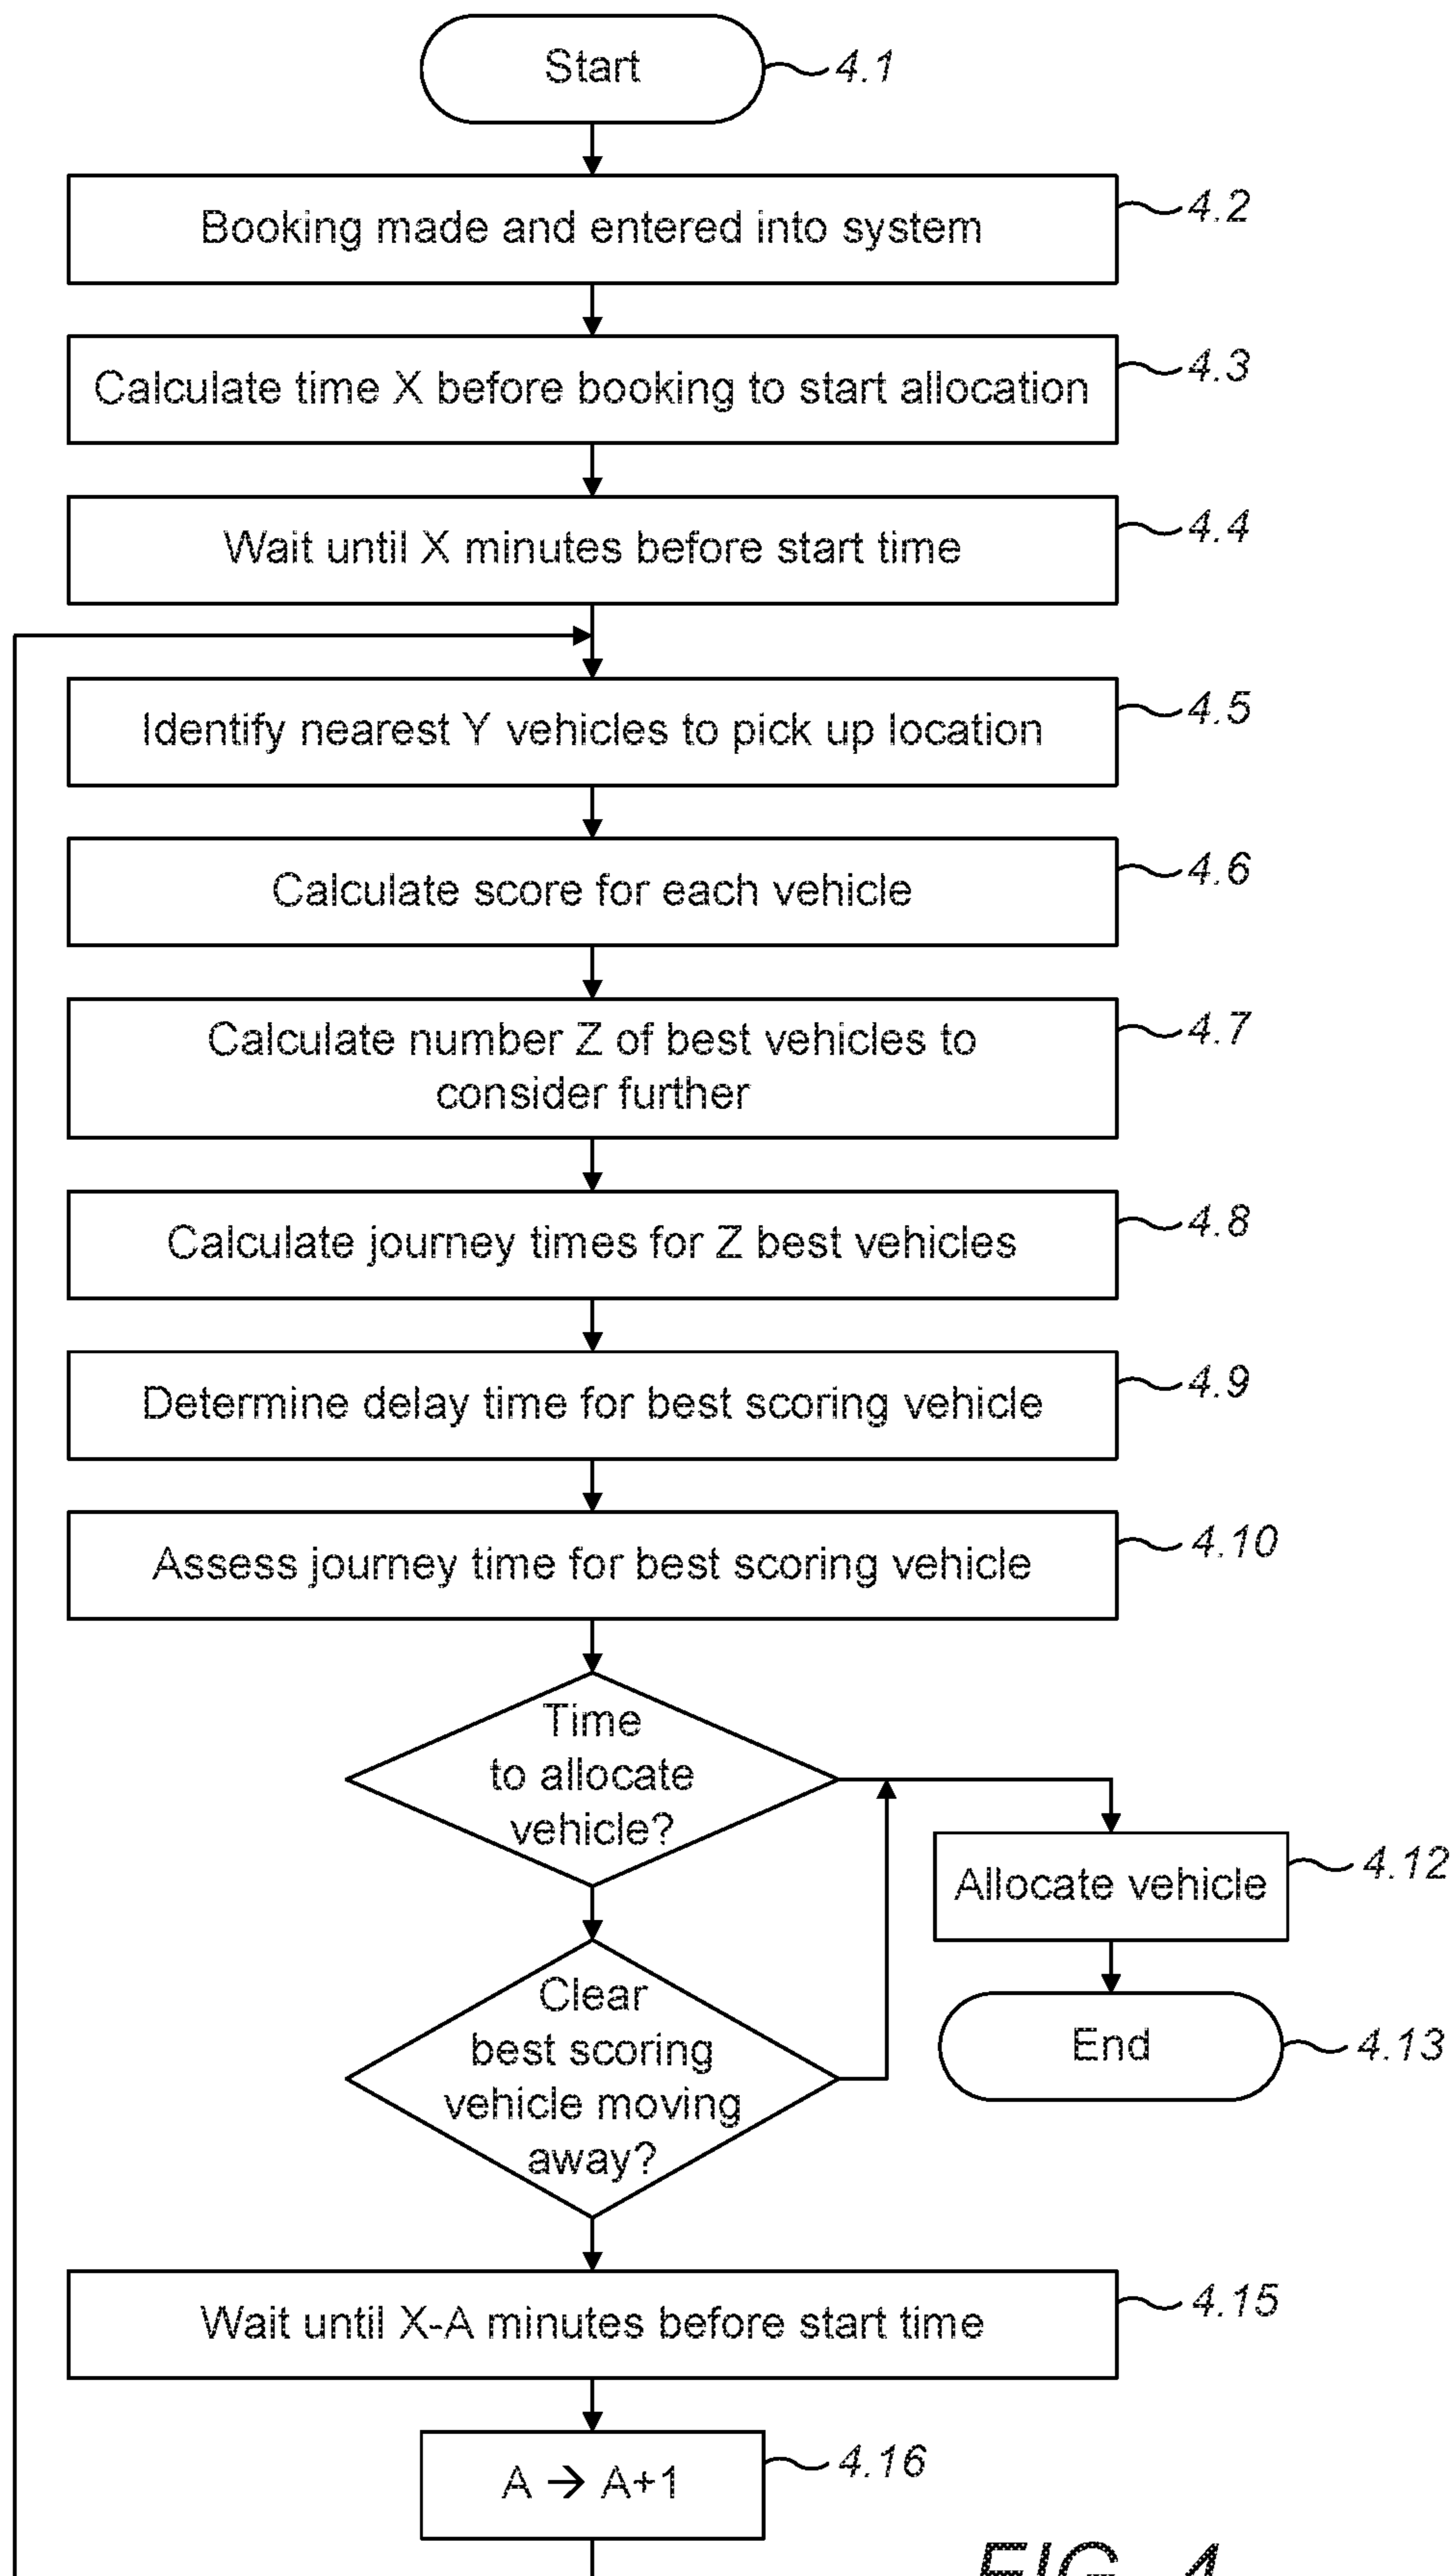 Start
4.1
Booking made and entered into system
4.2
Calculate time X before booking to start allocation
4.3
Wait until X minutes before start time
4.4
Identify nearest Y vehicles to pick up location
4.5
Calculate score for each vehicle
4.6
Calculate number Z of best vehicles to
consider further
4.7
Calculate journey times for Z best vehicles
4.8
Determine delay time for best scoring vehicle
4.9
Assess journey time for best scoring vehicle
4.10
Time
to allocate
vehicle?
Allocate vehicle
4.12
Clear
best scoring
vehicle moving
away?
End
4.13
Wait until X-A minutes before start time
4.15
A → A+1
4.16
FIG. 4